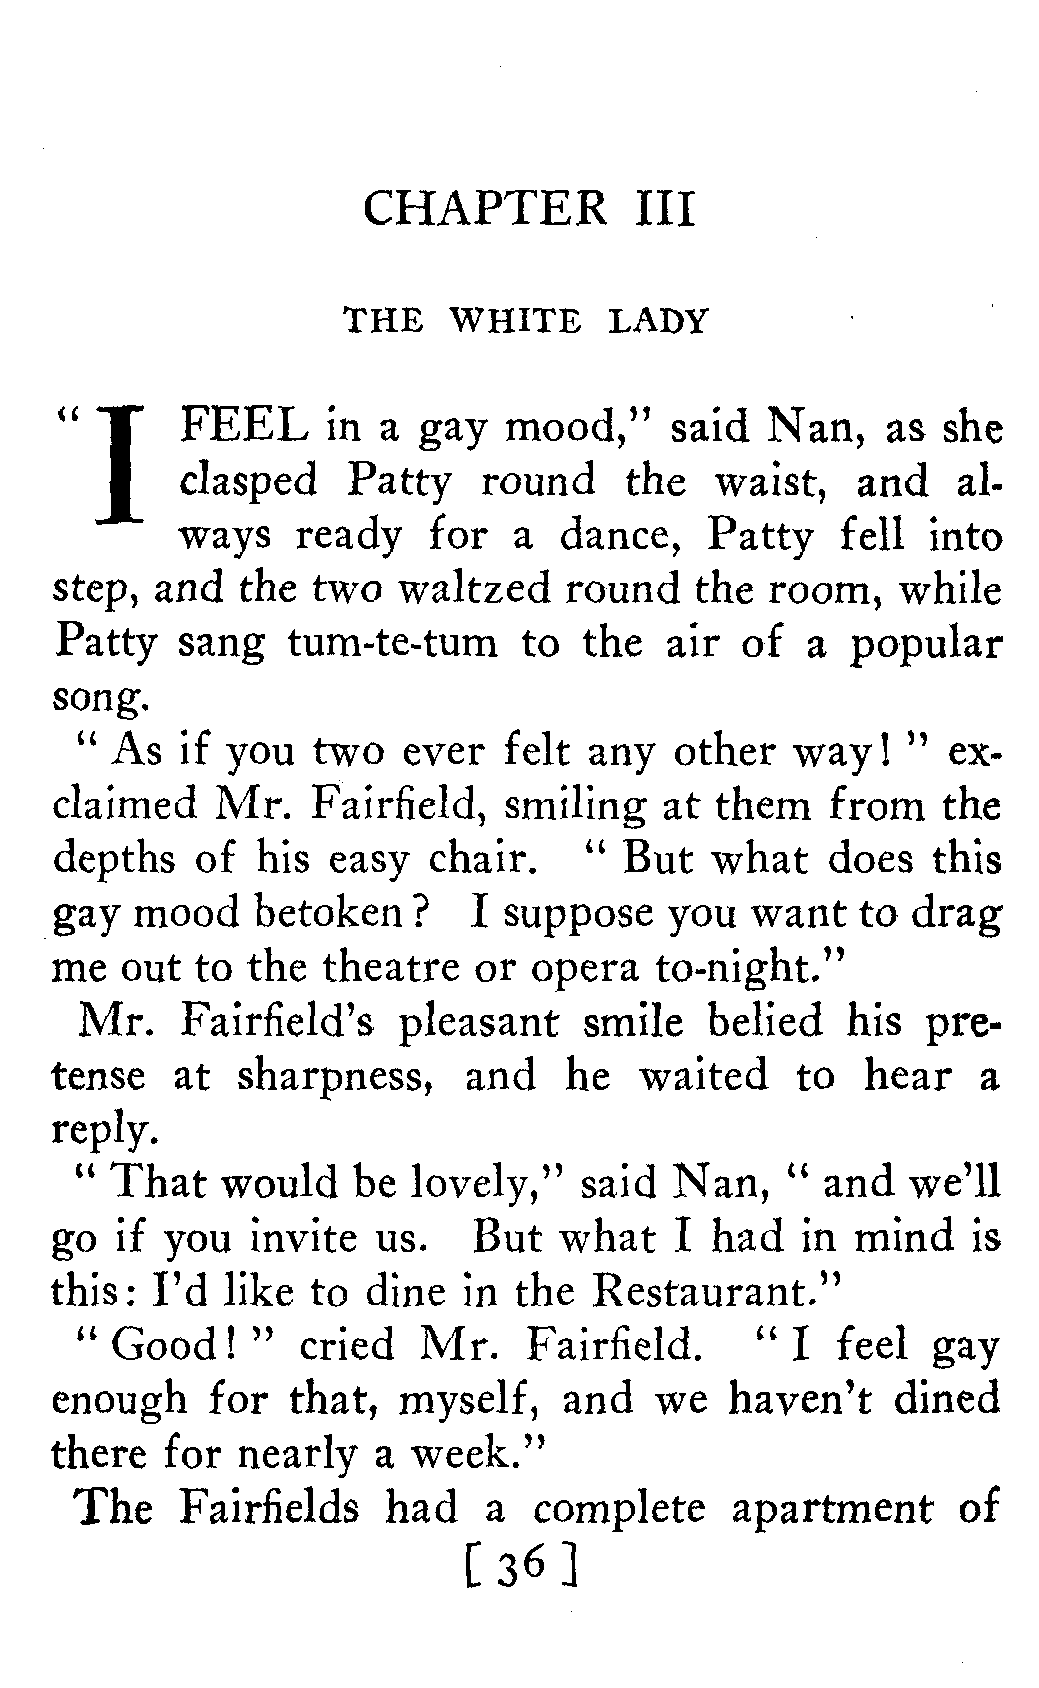 CHAPTER III
THE WHITE LADY
“I FEEL in a gay mood,” said Nan, as she
clasped Patty round the waist, and al-
ways ready for a dance, Patty fell into
step, and the two waltzed round the room, while
Patty sang tum-te-tum to the air of a popular
song.
“ As if you two ever felt any other way! ” ex-
claimed Mr. Fairfield, smiling at them from the
depths of his easy chair. “ But what does this
gay mood betoken? I suppose you want to drag
me out to the theatre or opera to-night.”
Mr. Fairfield’s pleasant smile belied his pre-
tense at sharpness, and he waited to hear a
reply.
“ That would be lovely,” said Nan, “ and we’ll
go if you invite us. But what I had in mind is
this: I’d like to dine in the Restaurant.”
“ Good! ” cried Mr. Fairfield. “ I feel gay
enough for that, myself, and we haven’t dined
there for nearly a week.”
The Fairfields had a complete apartment of
[ 36 ]